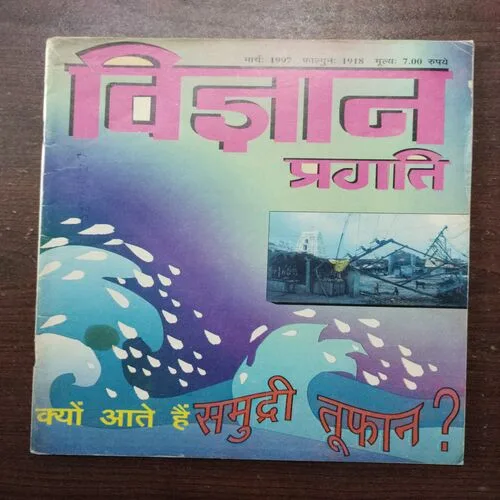 मार्च: 1997 फाल्गुन: 1918 मूल्य: 7.00 रुपये
विज्ञान
प्रगति
क्यों आते हैं समुद्री तूफान ?